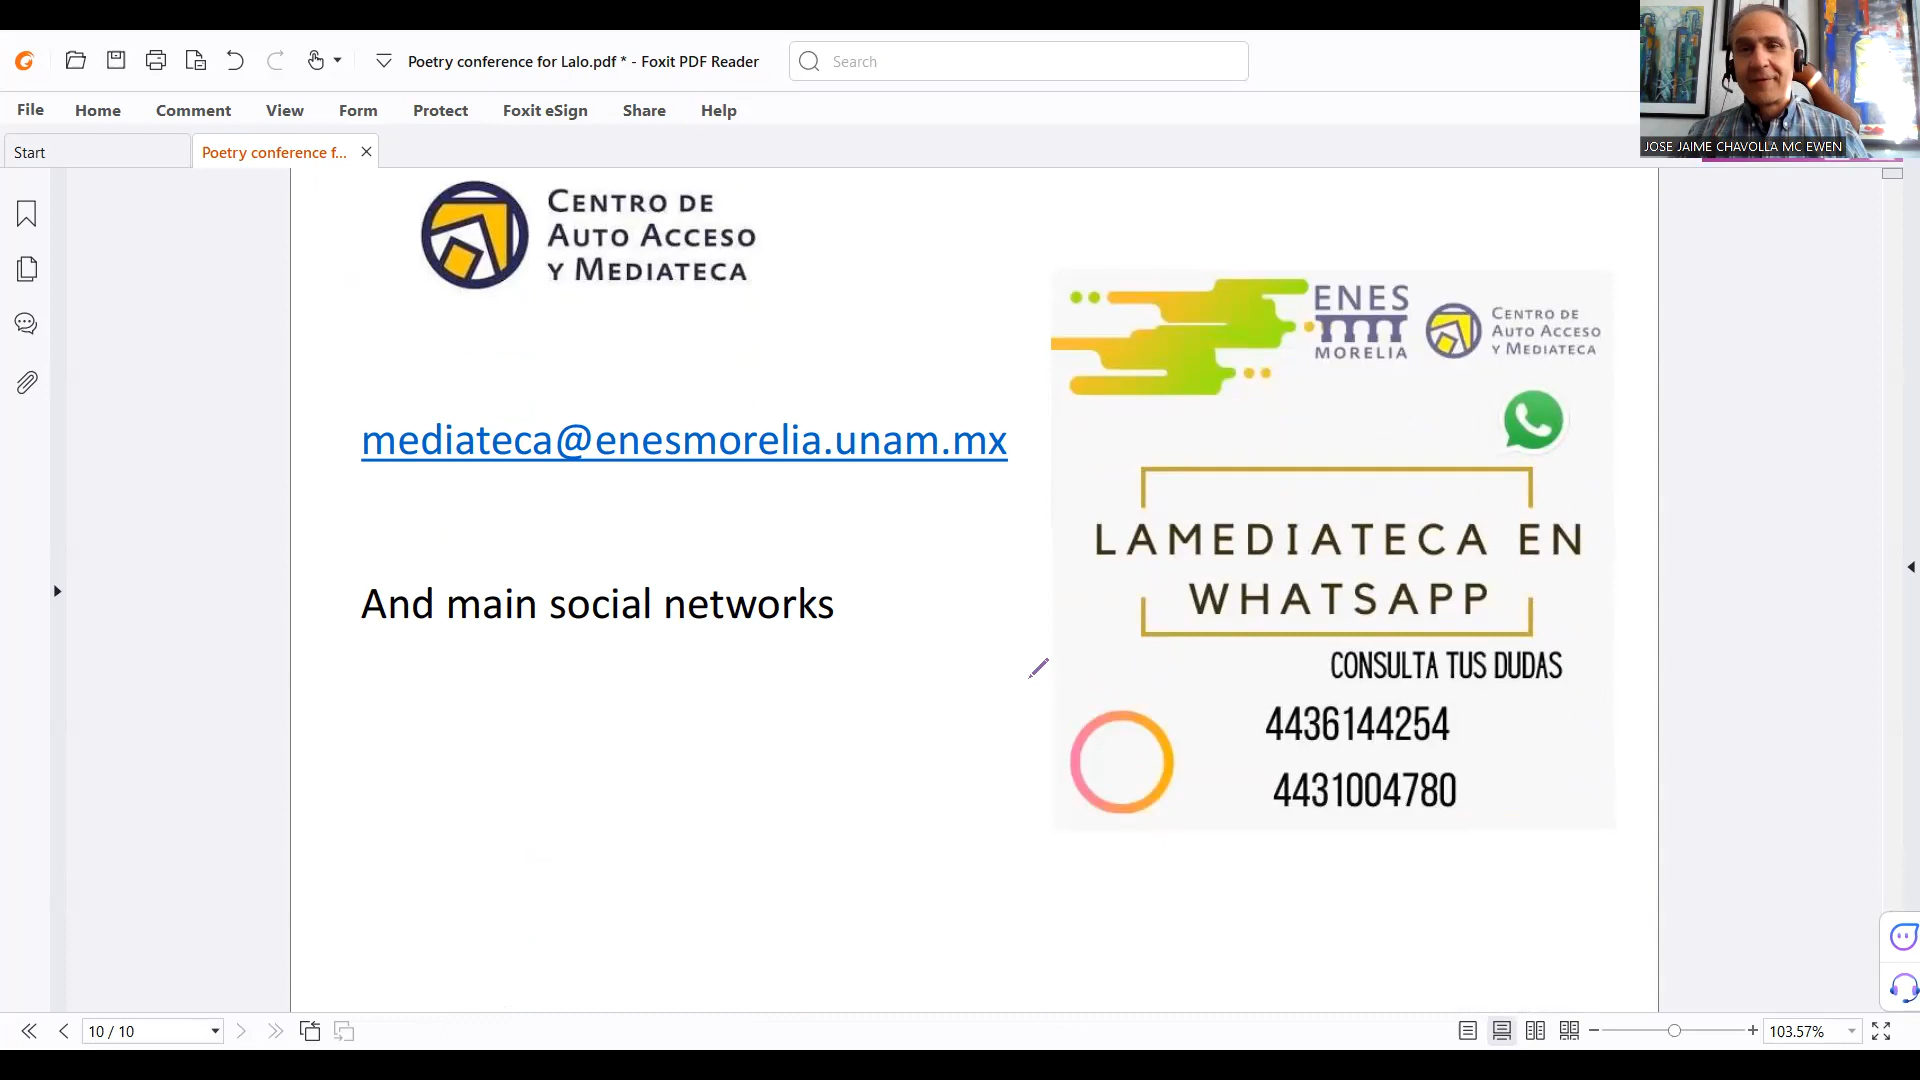 Poetry conference for Lalo.pdf * - Foxit PDF Reader
Search
File Home Comment View Form Protect Foxit eSign Share Help
Start
Poetry conference f...
JOSE JAIME CHAVOLLA MC EWEN
CENTRO DE
AUTO ACCESO
Y MEDIATECA
mediateca@enesmorelia.unam.mx
And main social networks
ENES
MORELIA
CENTRO DE
AUTO ACCESO
Y MEDIATECA
LAMEDIATECA EN
WHATSAPP
CONSULTA TUS DUDAS
4436144254
4431004780
10 / 10
103.57%